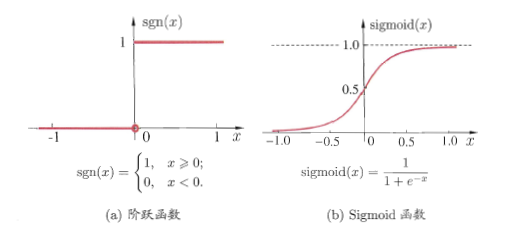 sgn(x)
1
-1
0
1
x
sgn(x) = {1, x ⩾ 0;
0, x < 0.
(a) 阶跃函数
sigmoid(x)
1.0
0.5
-1.0
-0.5
0
0.5
1.0
x
sigmoid(x) = 1 / (1 + e^{-x})
(b) Sigmoid 函数